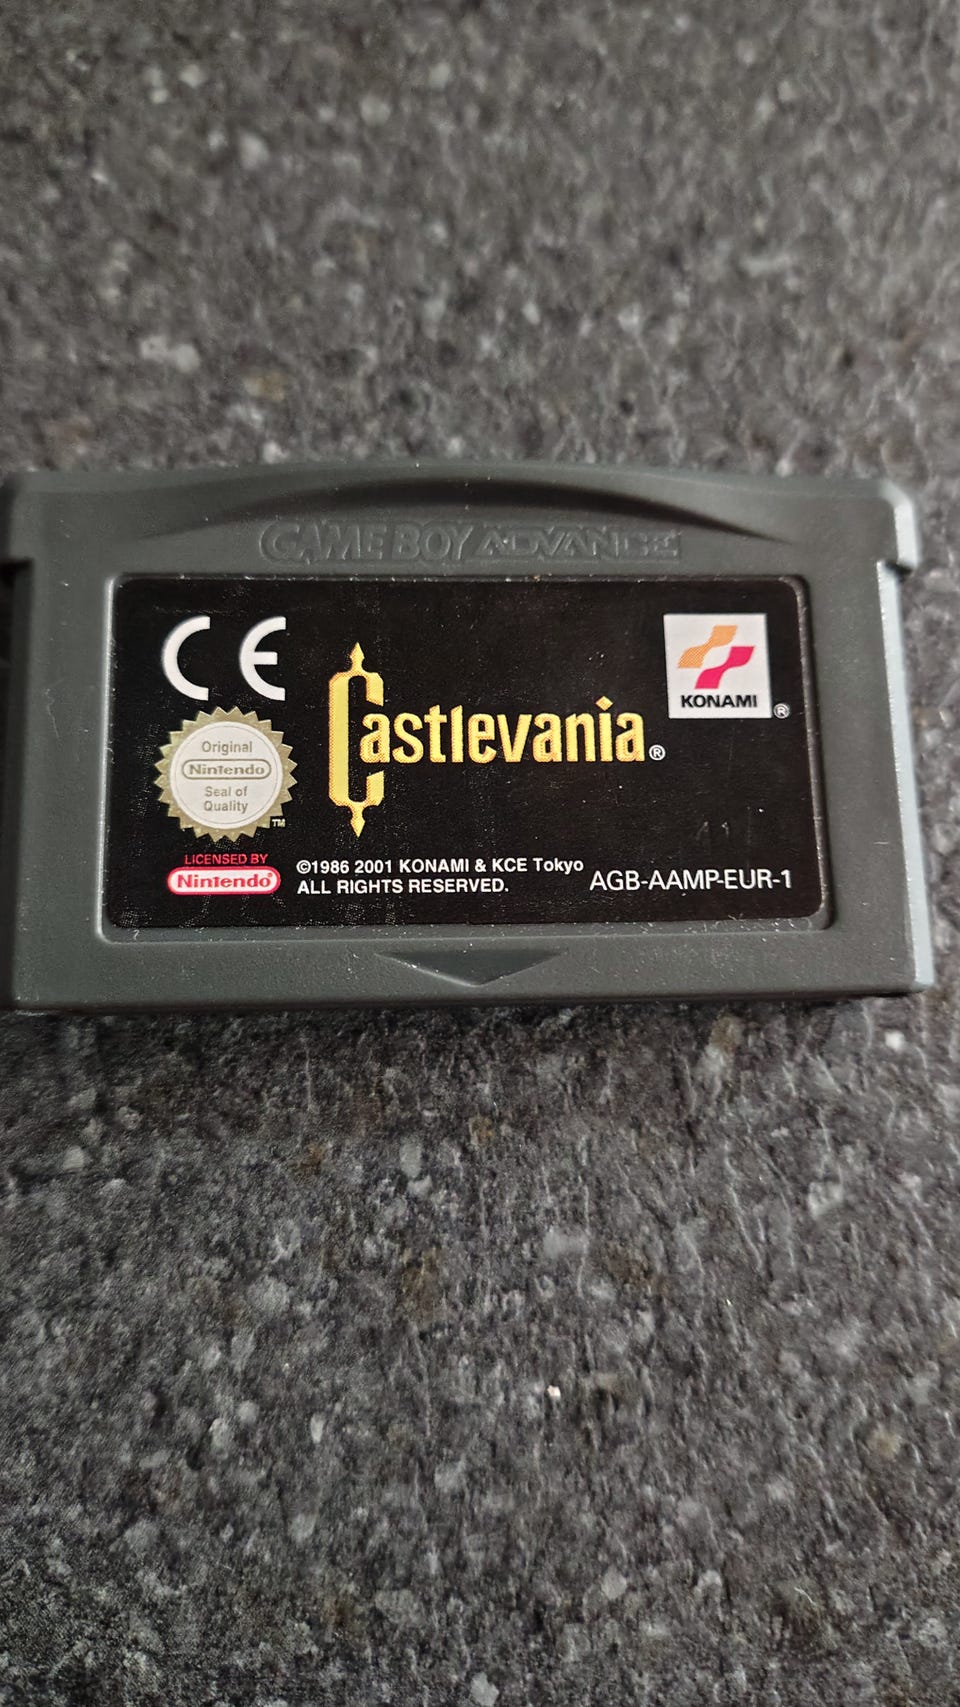 GAME BOY ADVANCE
CE
KONAMI ®
Castlevania®
Original
Nintendo
Seal of
Quality
TM
LICENSED BY
Nintendo®
©1986 2001 KONAMI & KCE Tokyo
ALL RIGHTS RESERVED.
AGB-AAMP-EUR-1